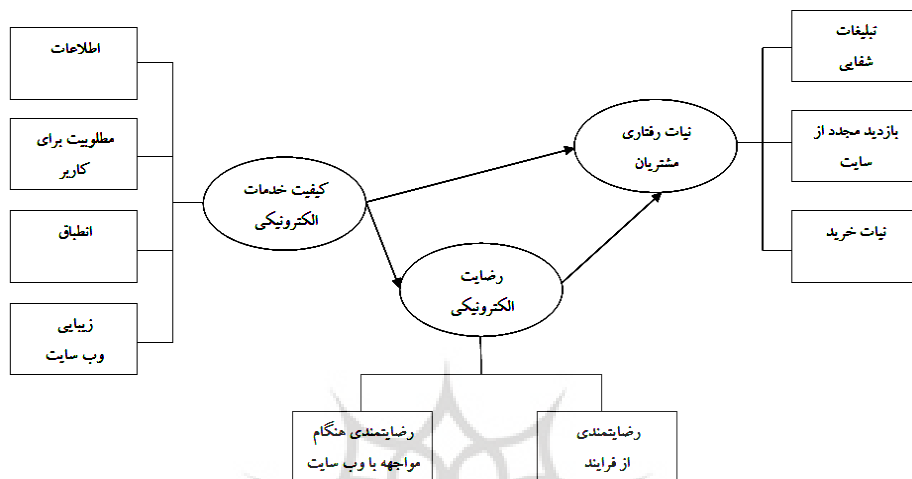 تبلیغات
شفایی
بازدید مجدد از
سایت
نیات خرید
نیات رفتاری
مشتریان
رضایت
الکترونیکی
کیفیت خدمات
الکترونیکی
اطلاعات
مطلوبیت برای
کاربر
انطباق
زیبایی
وب سایت
رضایتمندی
از فرایند
رضایتمندی هنگام
مواجهه با وب سایت